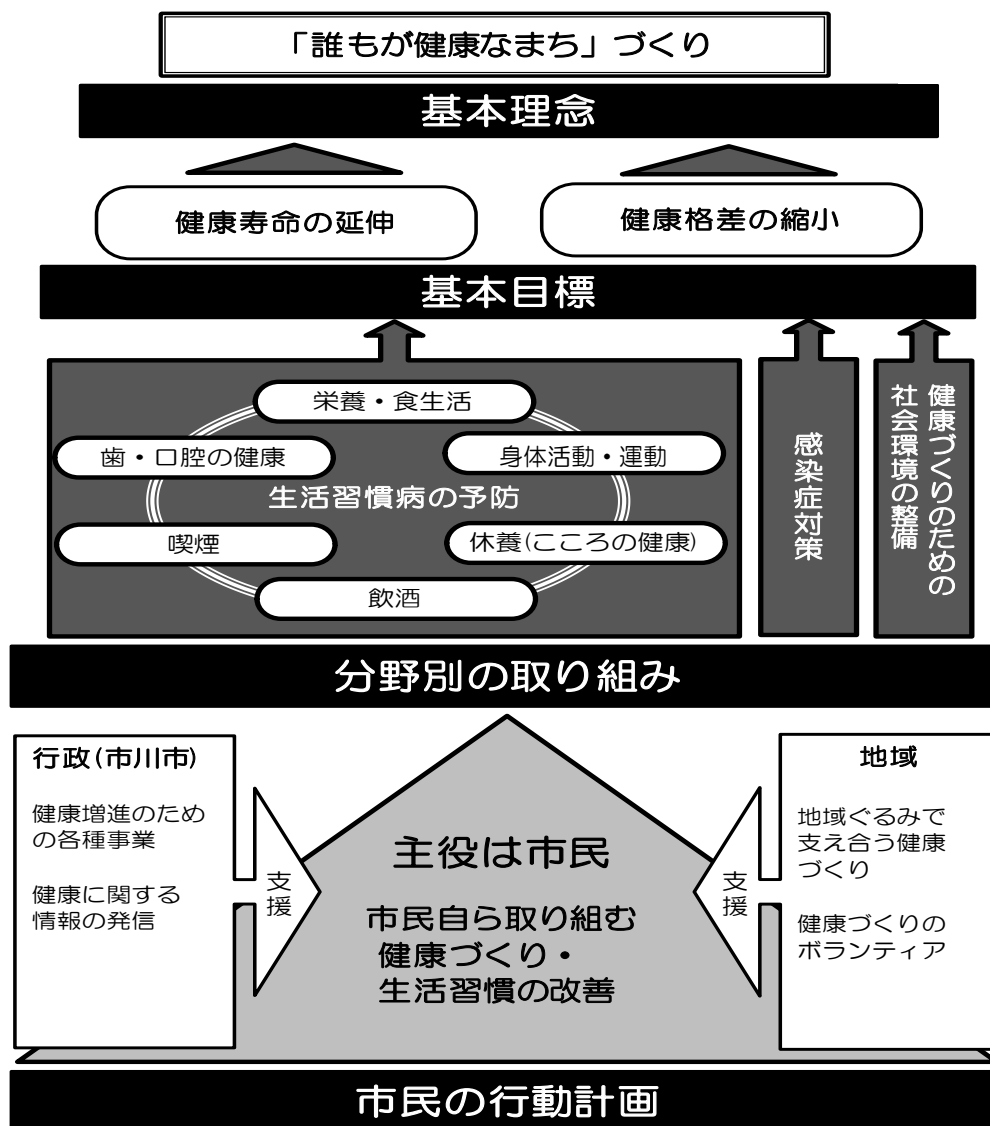 「誰もが健康なまち」づくり
基本理念
健康寿命の延伸
健康格差の縮小
基本目標
栄養・食生活
歯・口腔の健康
身体活動・運動
生活習慣病の予防
喫煙
休養(こころの健康)
飲酒
感染症対策
健康づくりのための
社会環境の整備
分野別の取り組み
行政(市川市)
健康増進のため
の各種事業
健康に関する
情報の発信
支援
主役は市民
市民自ら取り組む
健康づくり・
生活習慣の改善
支援
地域
地域ぐるみで
支え合う健康
づくり
健康づくりの
ボランティア
市民の行動計画